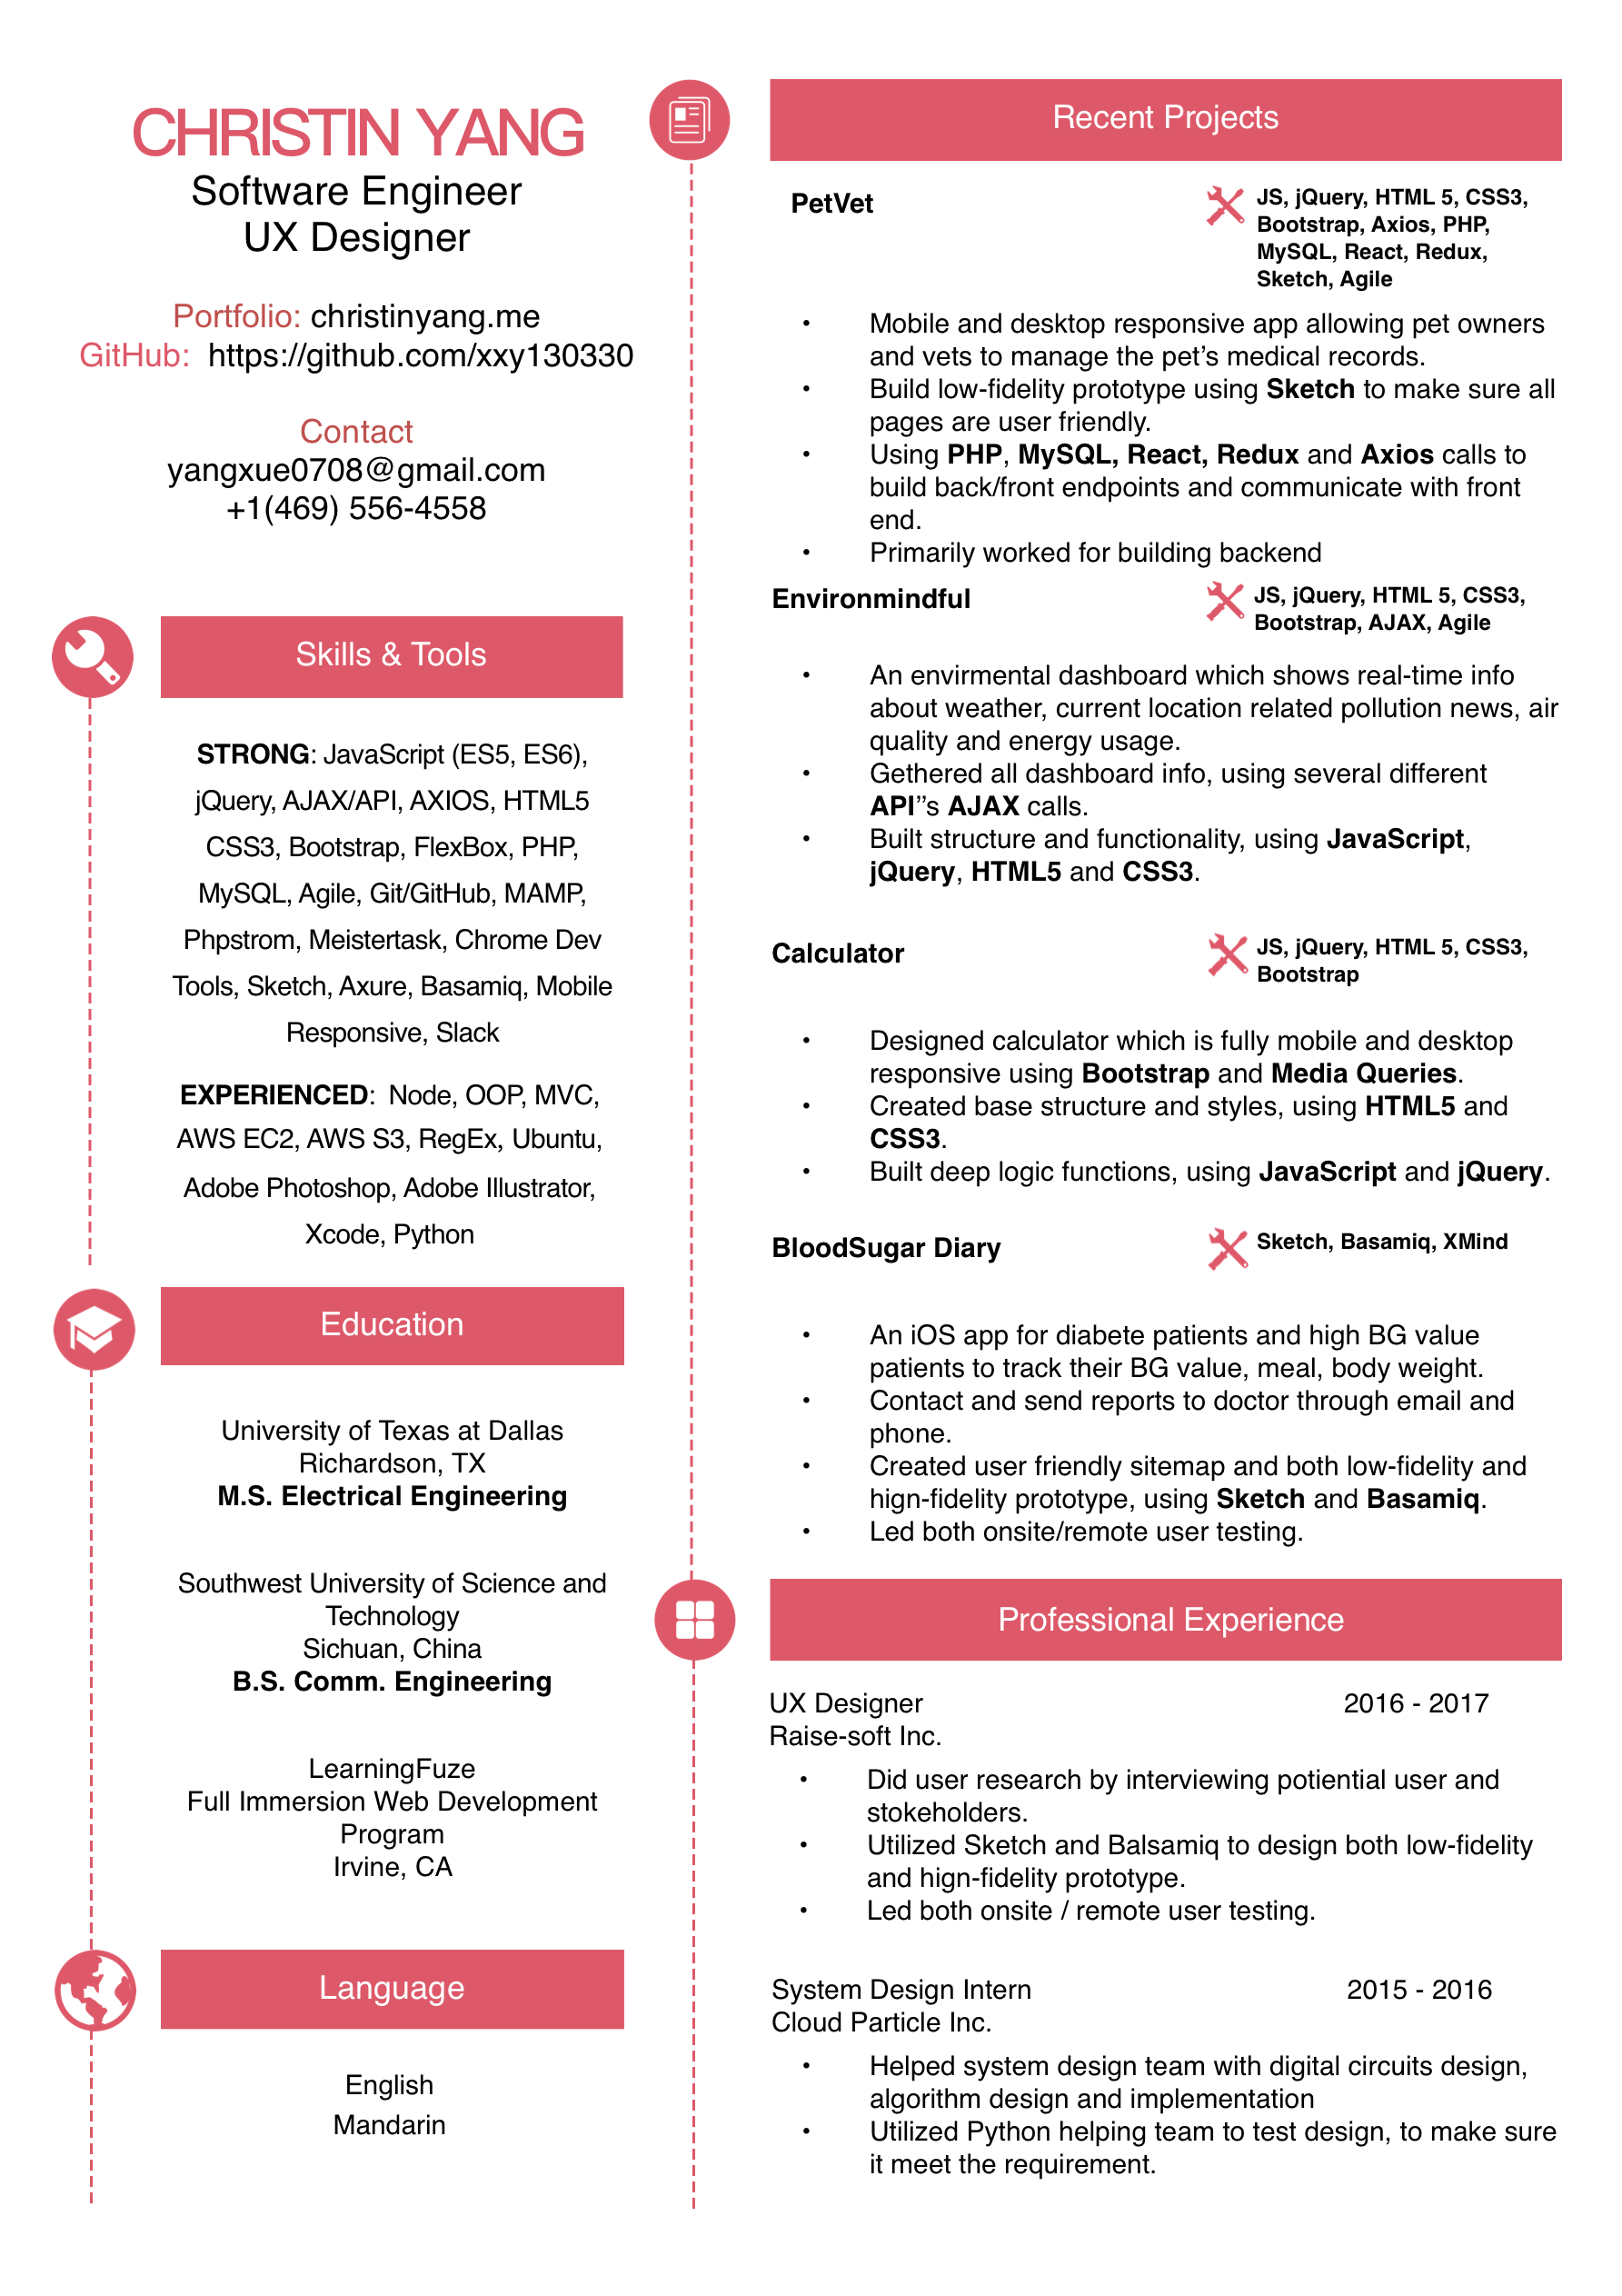 CHRISTIN YANG
Software Engineer
UX Designer
Portfolio: christinyang.me
GitHub: https://github.com/xxy130330
Contact
yangxue0708@gmail.com
+1(469) 556-4558
Skills & Tools
STRONG: JavaScript (ES5, ES6),
jQuery, AJAX/API, AXIOS, HTML5
CSS3, Bootstrap, FlexBox, PHP,
MySQL, Agile, Git/GitHub, MAMP,
Phpstrom, Meistertask, Chrome Dev
Tools, Sketch, Axure, Basamiq, Mobile
Responsive, Slack
EXPERIENCED: Node, OOP, MVC,
AWS EC2, AWS S3, RegEx, Ubuntu,
Adobe Photoshop, Adobe Illustrator,
Xcode, Python
Education
University of Texas at Dallas
Richardson, TX
M.S. Electrical Engineering
Southwest University of Science and
Technology
Sichuan, China
B.S. Comm. Engineering
LearningFuze
Full Immersion Web Development
Program
Irvine, CA
Language
English
Mandarin
Recent Projects
PetVet
JS, jQuery, HTML 5, CSS3,
Bootstrap, Axios, PHP,
MySQL, React, Redux,
Sketch, Agile
• Mobile and desktop responsive app allowing pet owners
and vets to manage the pet’s medical records.
• Build low-fidelity prototype using Sketch to make sure all
pages are user friendly.
• Using PHP, MySQL, React, Redux and Axios calls to
build back/front endpoints and communicate with front
end.
• Primarily worked for building backend
Environmindful
JS, jQuery, HTML 5, CSS3,
Bootstrap, AJAX, Agile
• An envirmental dashboard which shows real-time info
about weather, current location related pollution news, air
quality and energy usage.
• Gethered all dashboard info, using several different
API”s AJAX calls.
• Built structure and functionality, using JavaScript,
jQuery, HTML5 and CSS3.
Calculator
JS, jQuery, HTML 5, CSS3,
Bootstrap
• Designed calculator which is fully mobile and desktop
responsive using Bootstrap and Media Queries.
• Created base structure and styles, using HTML5 and
CSS3.
• Built deep logic functions, using JavaScript and jQuery.
BloodSugar Diary
Sketch, Basamiq, XMind
• An iOS app for diabete patients and high BG value
patients to track their BG value, meal, body weight.
• Contact and send reports to doctor through email and
phone.
• Created user friendly sitemap and both low-fidelity and
hign-fidelity prototype, using Sketch and Basamiq.
• Led both onsite/remote user testing.
Professional Experience
UX Designer 2016 - 2017
Raise-soft Inc.
• Did user research by interviewing potiential user and
stokeholders.
• Utilized Sketch and Balsamiq to design both low-fidelity
and hign-fidelity prototype.
• Led both onsite / remote user testing.
System Design Intern 2015 - 2016
Cloud Particle Inc.
• Helped system design team with digital circuits design,
algorithm design and implementation
• Utilized Python helping team to test design, to make sure
it meet the requirement.